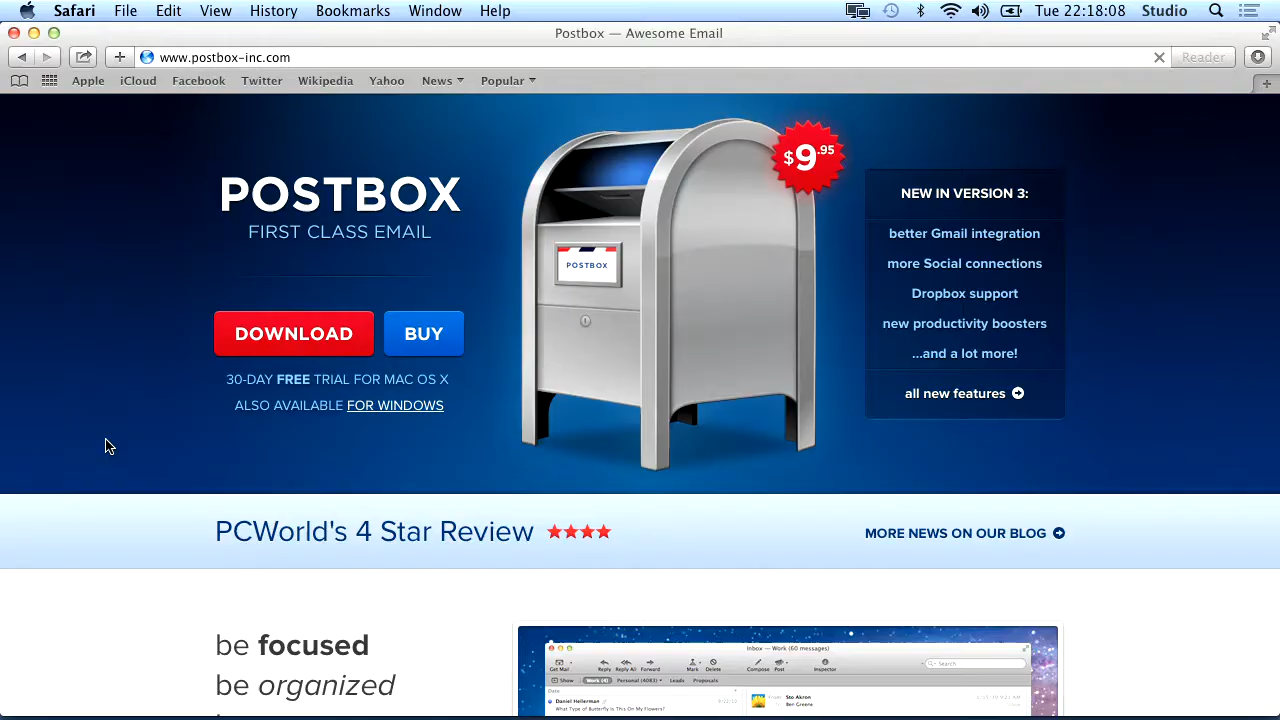 Safari File Edit View History Bookmarks Window Help Tue 22:18:08 Studio
Postbox — Awesome Email
www.postbox-inc.com Reader
Apple iCloud Facebook Twitter Wikipedia Yahoo News Popular
POSTBOX
FIRST CLASS EMAIL
DOWNLOAD BUY
30-DAY FREE TRIAL FOR MAC OS X
ALSO AVAILABLE FOR WINDOWS
POSTBOX
$9.95
NEW IN VERSION 3:
better Gmail integration
more Social connections
Dropbox support
new productivity boosters
...and a lot more!
all new features
PCWorld's 4 Star Review
MORE NEWS ON OUR BLOG
be focused
be organized
Inbox — Work (60 messages)
Get Mail Reply Reply All Forward Mark Delete Compose Post Inspector Search
Show Work (4) Personal (4083) Leads Proposals
Date
Daniel Hellerman
What Type of Butterfly is This On My Flowers?
Sto Akron
Ben Greene